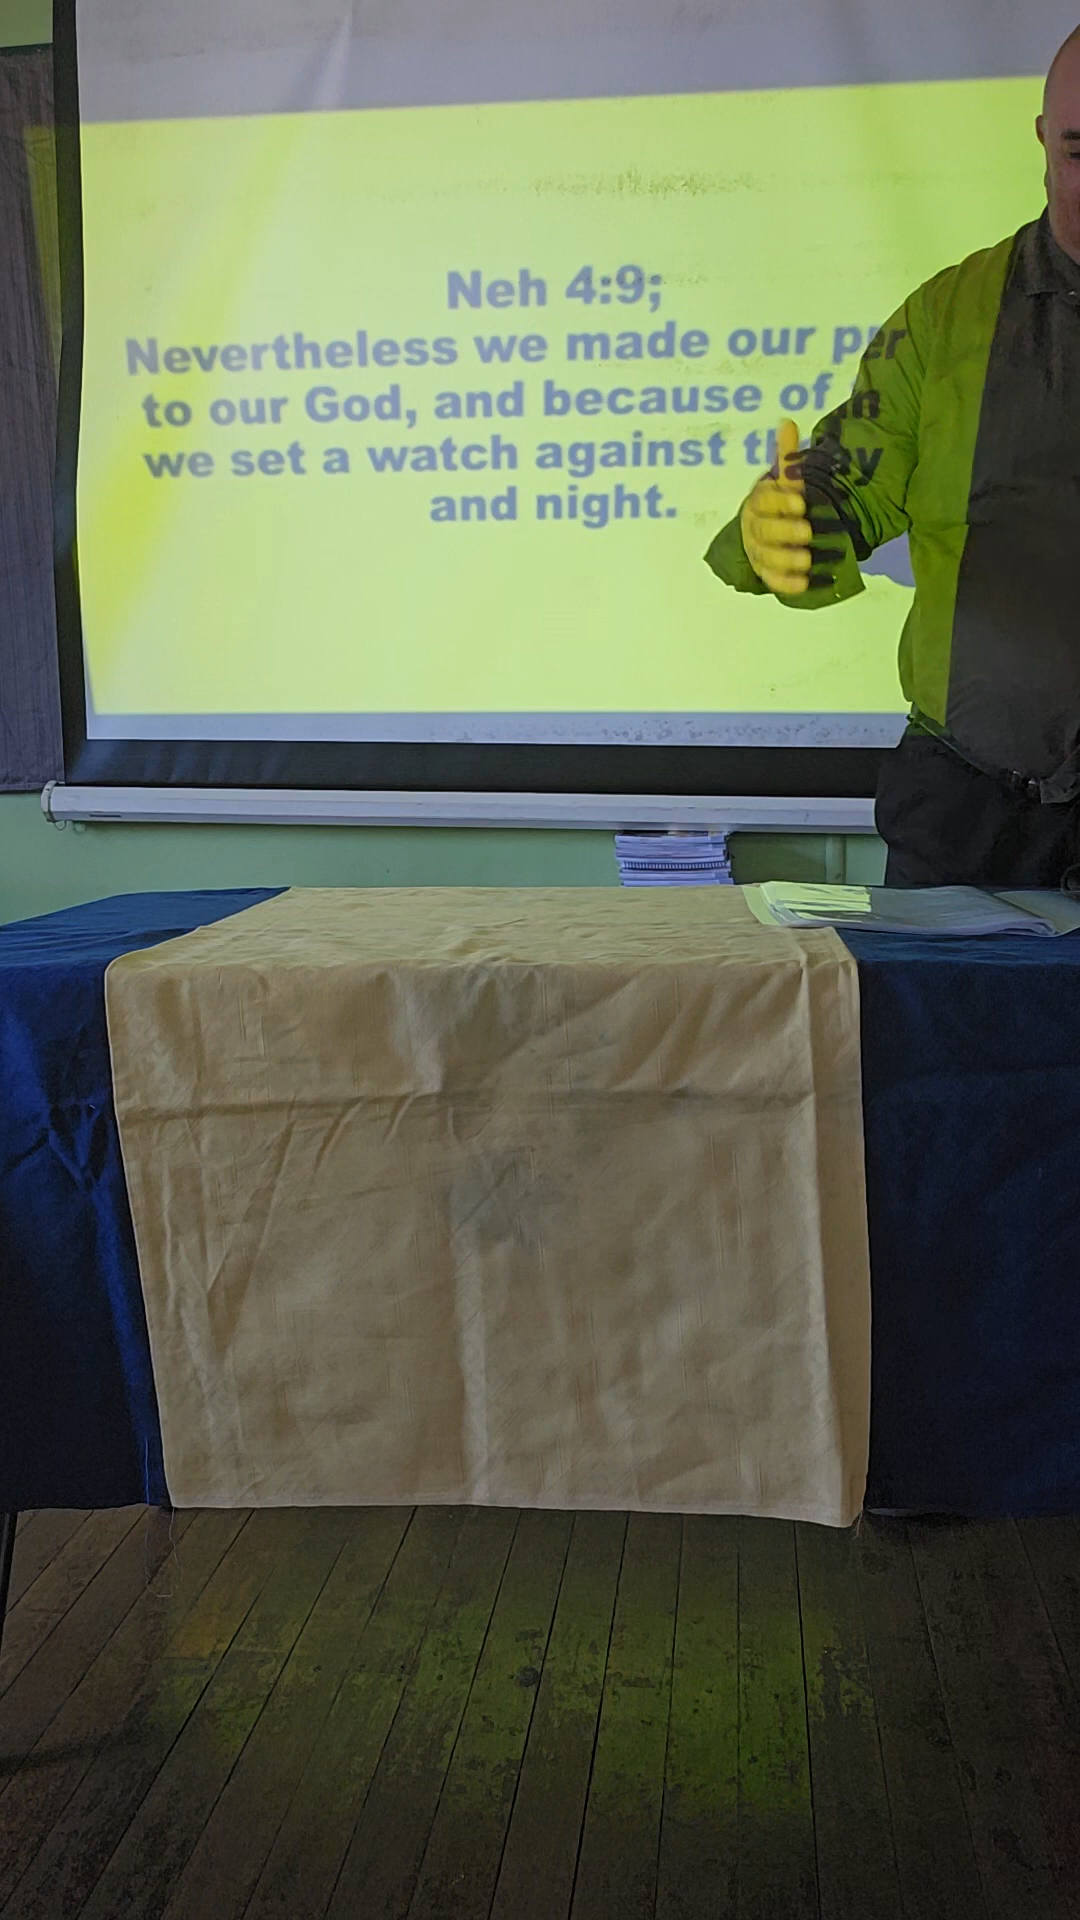 Neh 4:9;
Nevertheless we made our
to our God, and because of
we set a watch against
and night.